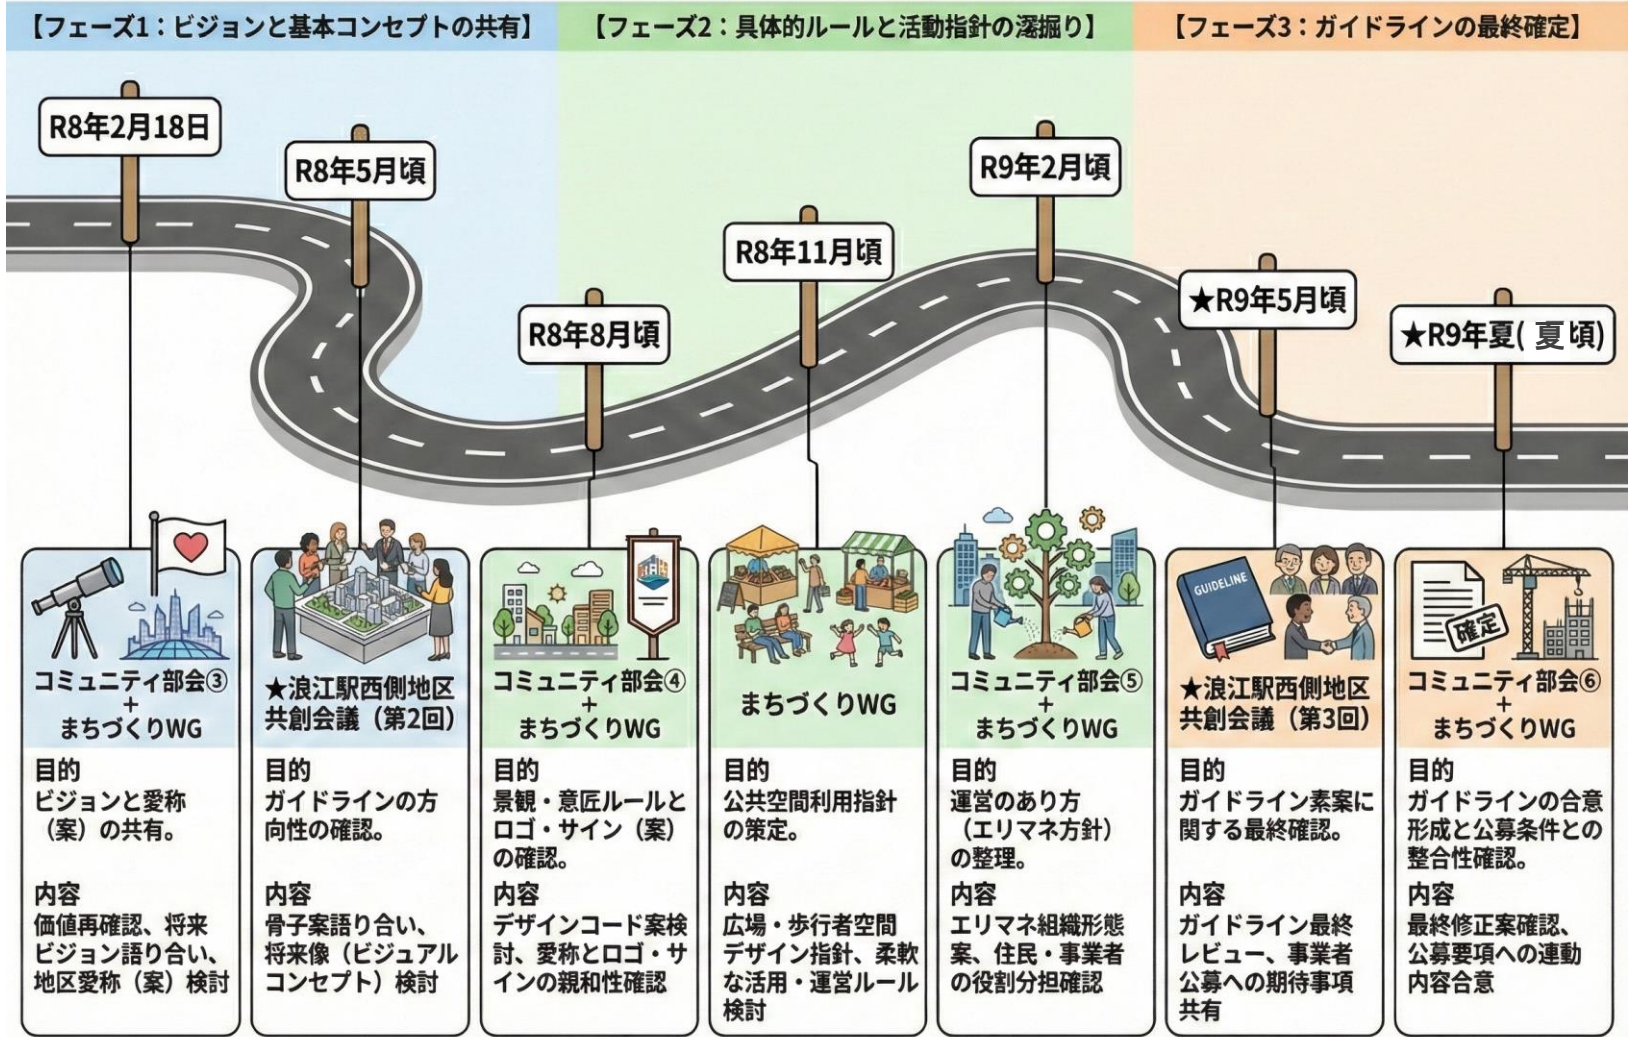 【フェーズ1：ビジョンと基本コンセプトの共有】
【フェーズ2：具体的ルールと活動指針の深掘り】
【フェーズ3：ガイドラインの最終確定】
R8年2月18日
R8年5月頃
R8年8月頃
R8年11月頃
R9年2月頃
★R9年5月頃
★R9年夏(夏頃)
コミュニティ部会③
+
まちづくりWG
目的
ビジョンと愛称
（案）の共有。
内容
価値再確認、将来
ビジョン語り合い、
地区愛称（案）検討
★浪江駅西側地区
共創会議（第2回）
目的
ガイドラインの方
向性の確認。
内容
骨子案語り合い、
将来像（ビジュアル
コンセプト）検討
コミュニティ部会④
+
まちづくりWG
目的
景観・意匠ルールと
ロゴ・サイン（案）
の確認。
内容
デザインコード案検
討、愛称とロゴ・サ
インの親和性確認
まちづくりWG
目的
公共空間利用指針
の策定。
内容
広場・歩行者空間
デザイン指針、柔軟
な活用・運営ルール
検討
コミュニティ部会⑤
+
まちづくりWG
目的
運営のあり方
（エリマネ方針）
の整理。
内容
エリマネ組織形態
案、住民・事業者
の役割分担確認
GUIDELINE
★浪江駅西側地区
共創会議（第3回）
目的
ガイドライン素案に
関する最終確認。
内容
ガイドライン最終
レビュー、事業者
公募への期待事項
共有
確定
コミュニティ部会⑥
+
まちづくりWG
目的
ガイドラインの合意
形成と公募条件との
整合性確認。
内容
最終修正案確認、
公募要項への連動
内容合意